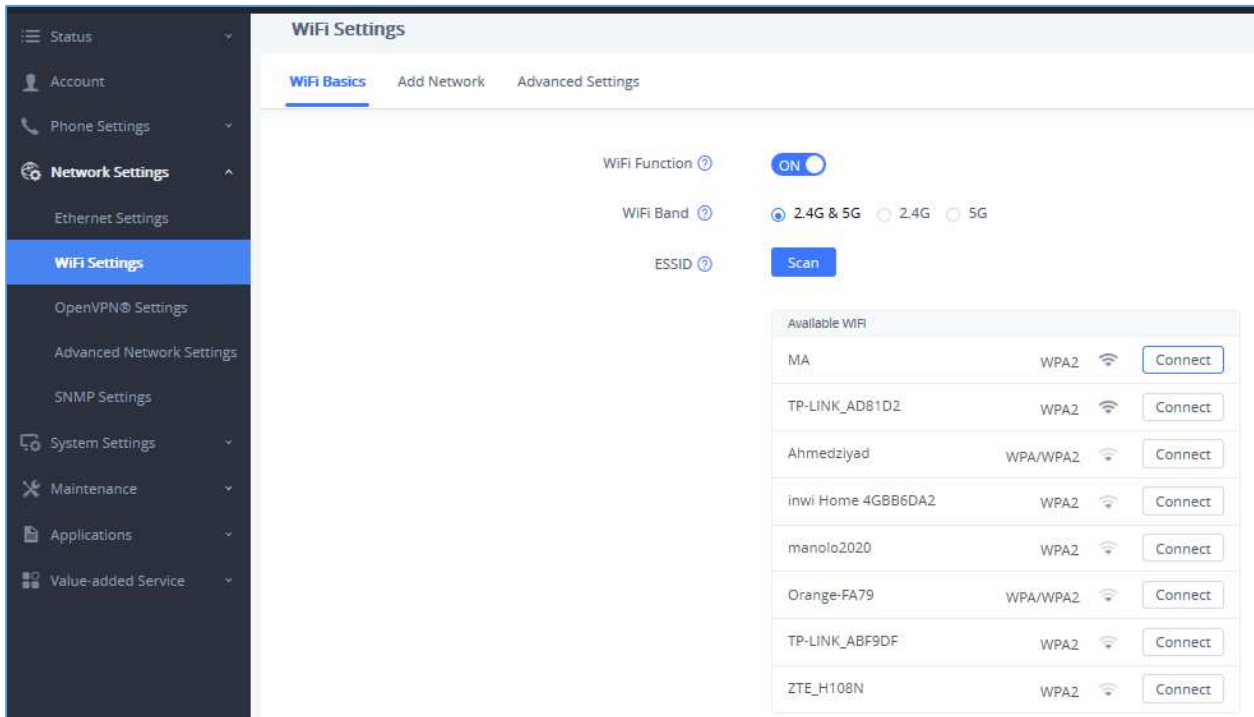 Status
Account
Phone Settings
Network Settings
Ethernet Settings
WiFi Settings
OpenVPN® Settings
Advanced Network Settings
SNMP Settings
System Settings
Maintenance
Applications
Value-added Service
WiFi Settings
WiFi Basics Add Network Advanced Settings
WiFi Function ON
WiFi Band 2.4G & 5G 2.4G 5G
ESSID Scan
Available WiFi
MA WPA2 Connect
TP-LINK_AD81D2 WPA2 Connect
Ahmedziyad WPA/WPA2 Connect
inwi Home 4GBB6DA2 WPA2 Connect
manolo2020 WPA2 Connect
Orange-FA79 WPA/WPA2 Connect
TP-LINK_ABF9DF WPA2 Connect
ZTE_H108N WPA2 Connect